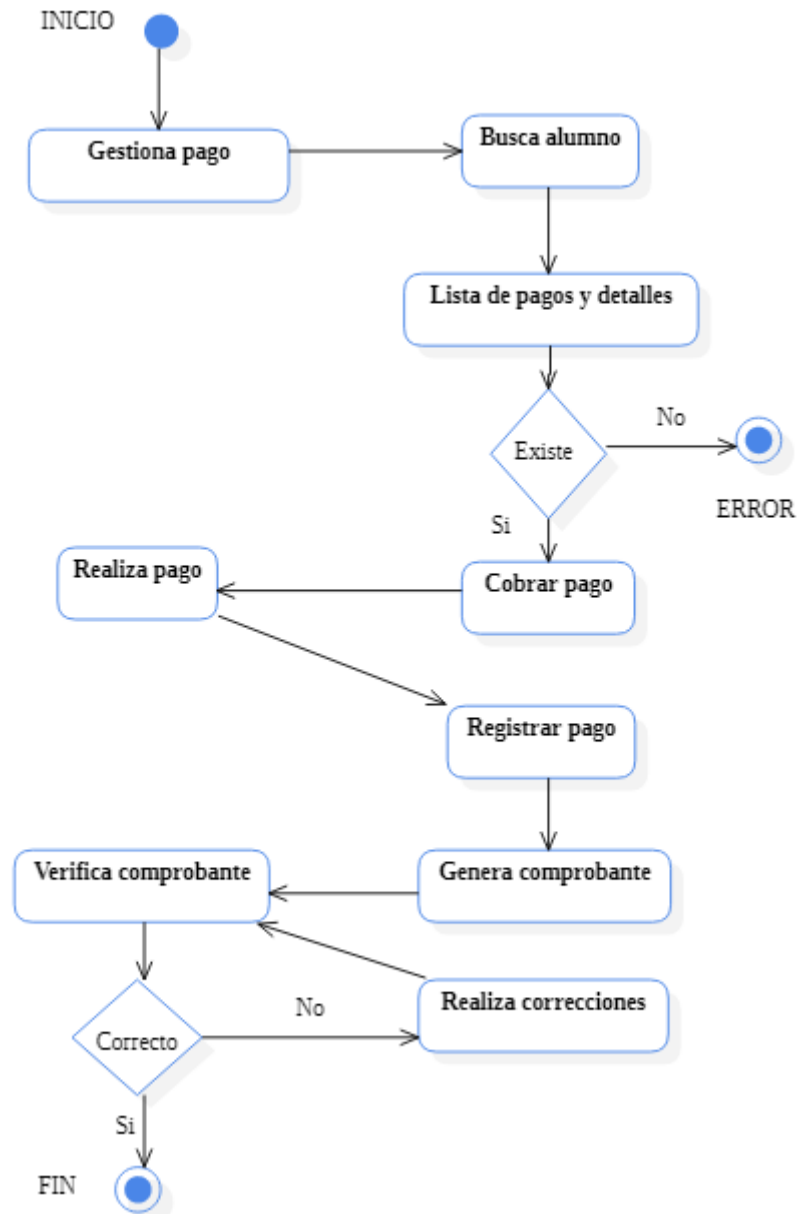 INICIO
Gestiona pago
Busca alumno
Lista de pagos y detalles
Existe
No
ERROR
Si
Cobrar pago
Realiza pago
Registrar pago
Genera comprobante
Verifica comprobante
Correcto
No
Realiza correcciones
Si
FIN